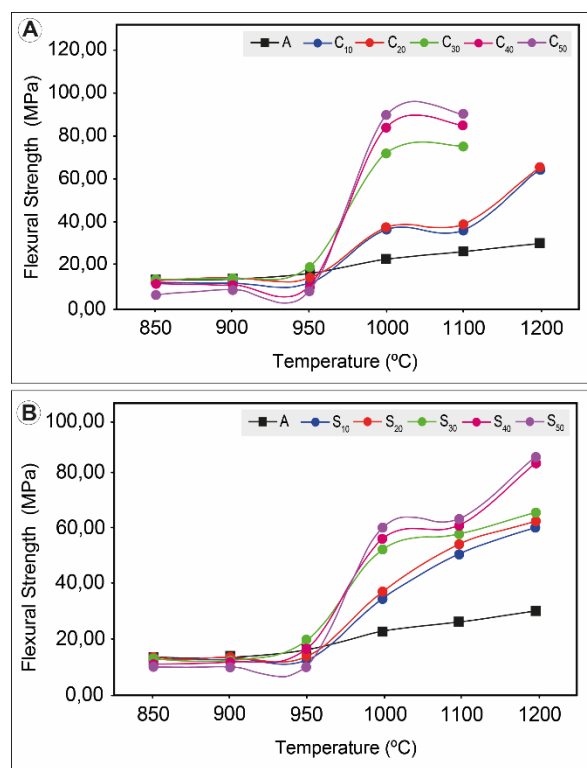 A
A C10 C20 C30 C40 C50
120,00
100,00
80,00
60,00
40,00
20,00
0,00
Flexural Strength (MPa)
850 900 950 1000 1100 1200
Temperature (ºC)
B
A S10 S20 S30 S40 S50
100,00
80,00
60,00
40,00
20,00
0,00
Flexural Strength (MPa)
850 900 950 1000 1100 1200
Temperature (ºC)